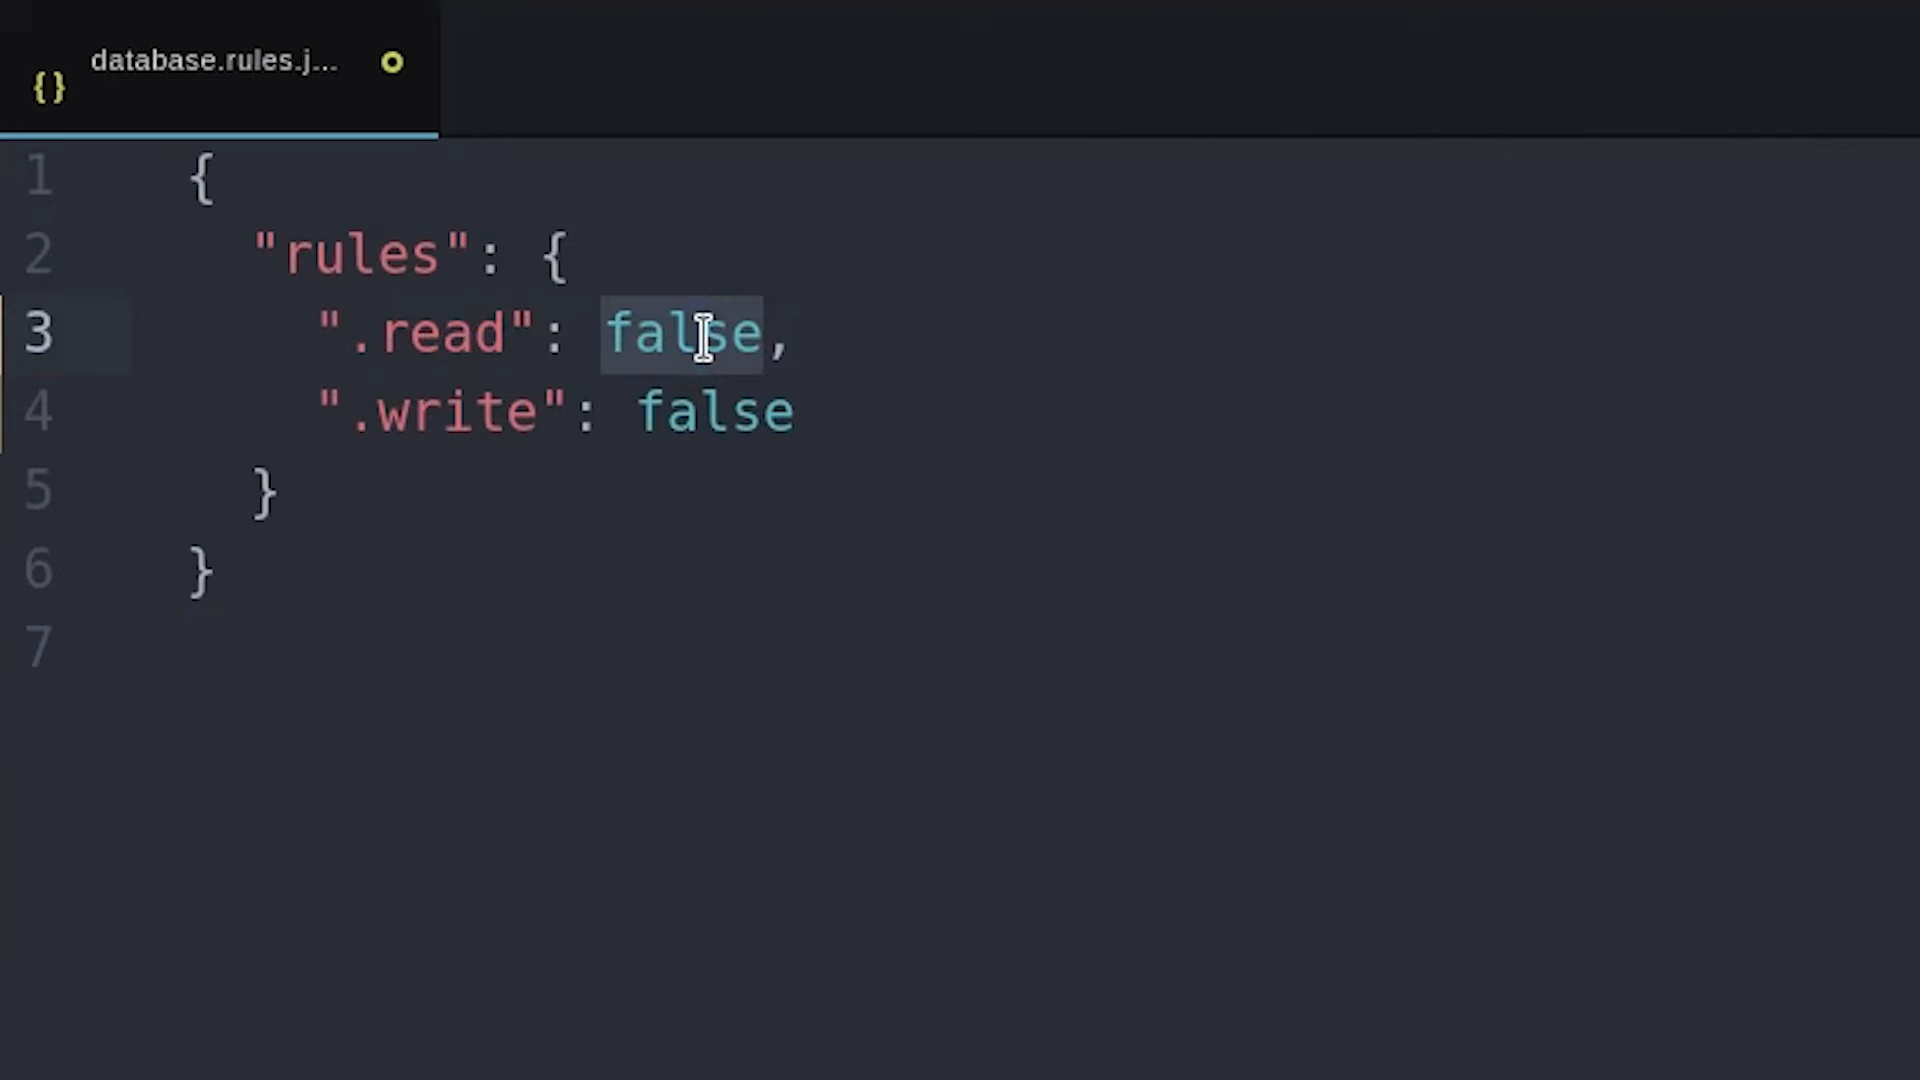 {} database.rules.j...
1 {
2 "rules": {
3 ".read": false,
4 ".write": false
5 }
6 }
7